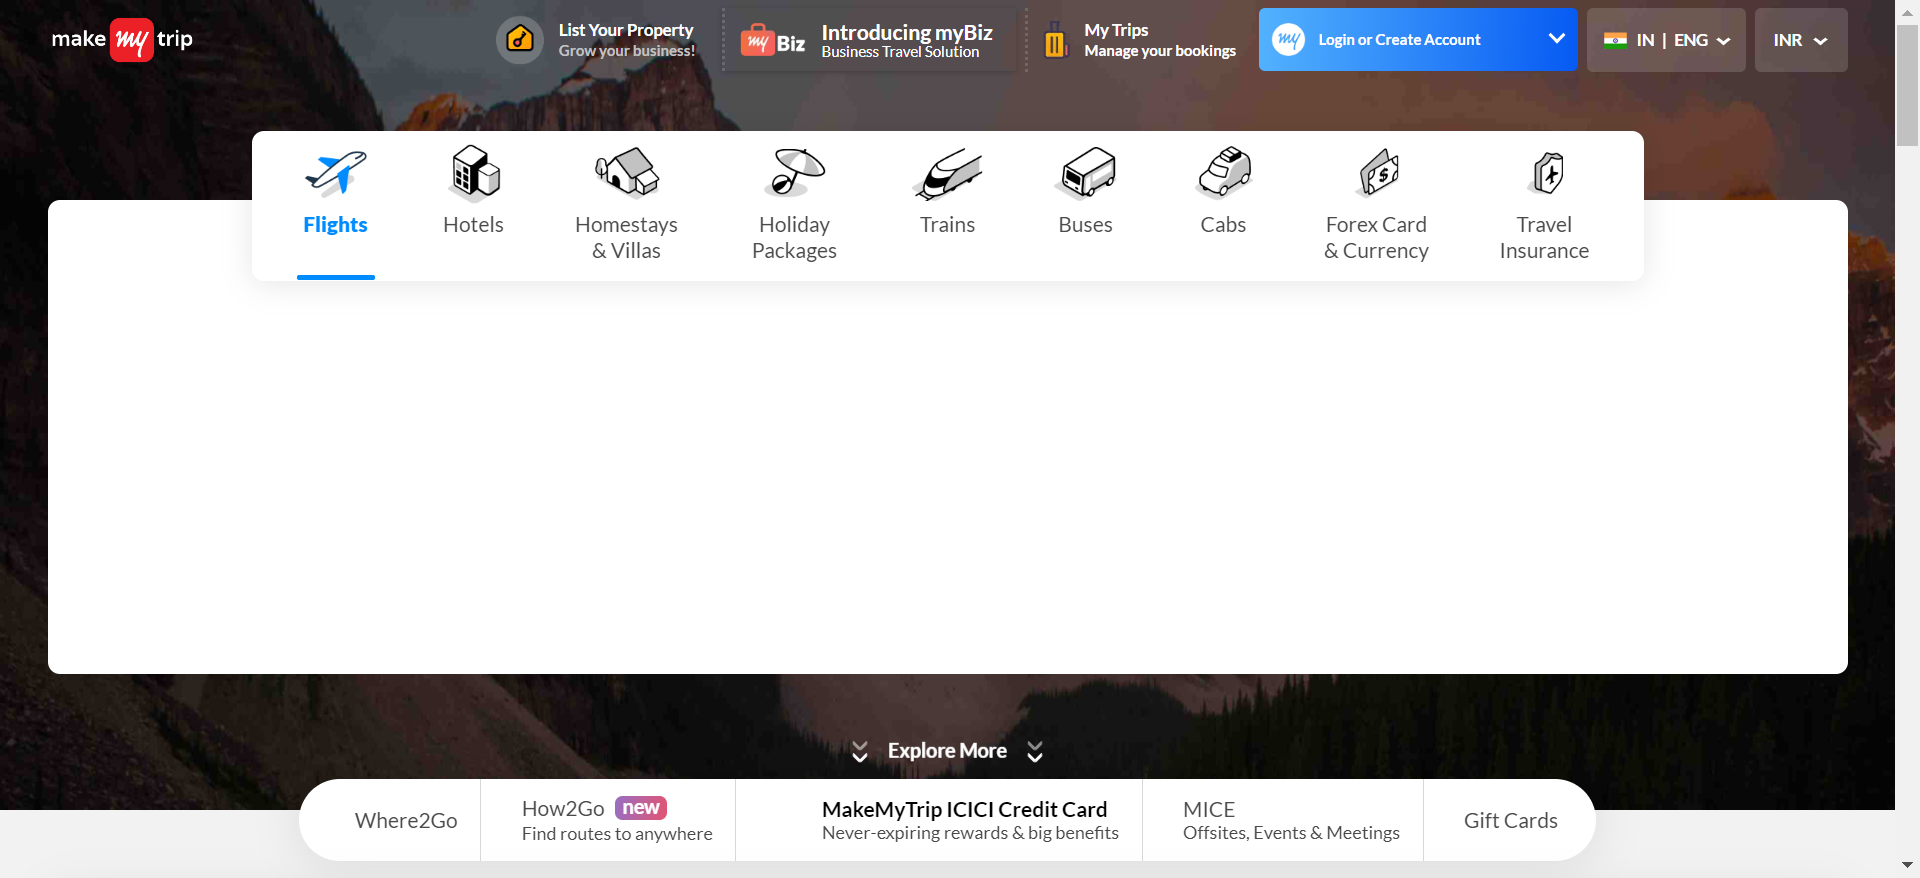 make my trip
List Your Property
Grow your business!
my Biz
Introducing myBiz
Business Travel Solution
My Trips
Manage your bookings
my
Login or Create Account
IN | ENG
INR
Flights
Hotels
Homestays
& Villas
Holiday
Packages
Trains
Buses
Cabs
Forex Card
& Currency
Travel
Insurance
Explore More
Where2Go
How2Go new
Find routes to anywhere
MakeMyTrip ICICI Credit Card
Never-expiring rewards & big benefits
MICE
Offsites, Events & Meetings
Gift Cards